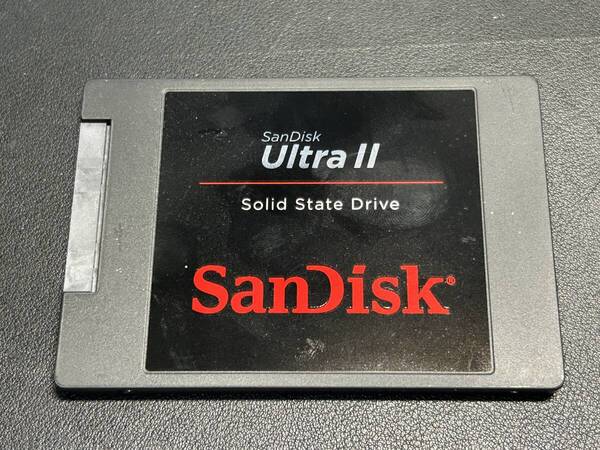 SanDisk
Ultra II
Solid State Drive
SanDisk®